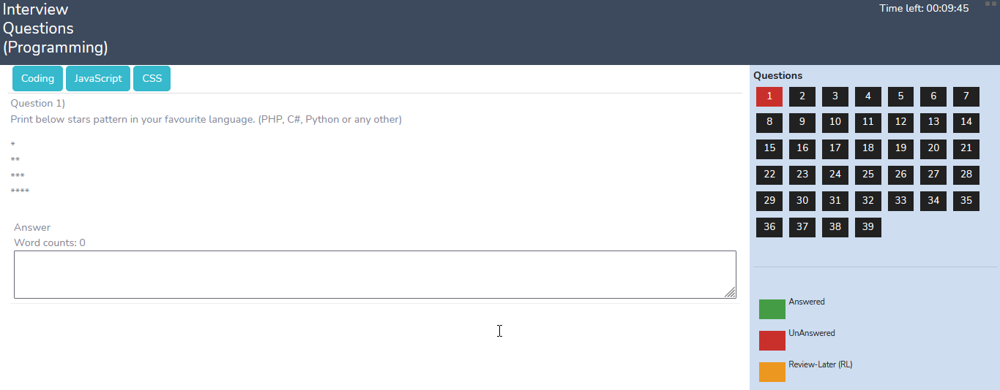 Interview
Questions
(Programming)
Time left: 00:09:45
Coding JavaScript CSS
Question 1)
Print below stars pattern in your favourite language. (PHP, C#, Python or any other)
*
**
***
****
Answer
Word counts: 0
Questions
1 2 3 4 5 6 7
8 9 10 11 12 13 14
15 16 17 18 19 20 21
22 23 24 25 26 27 28
29 30 31 32 33 34 35
36 37 38 39
Answered
UnAnswered
Review-Later (RL)